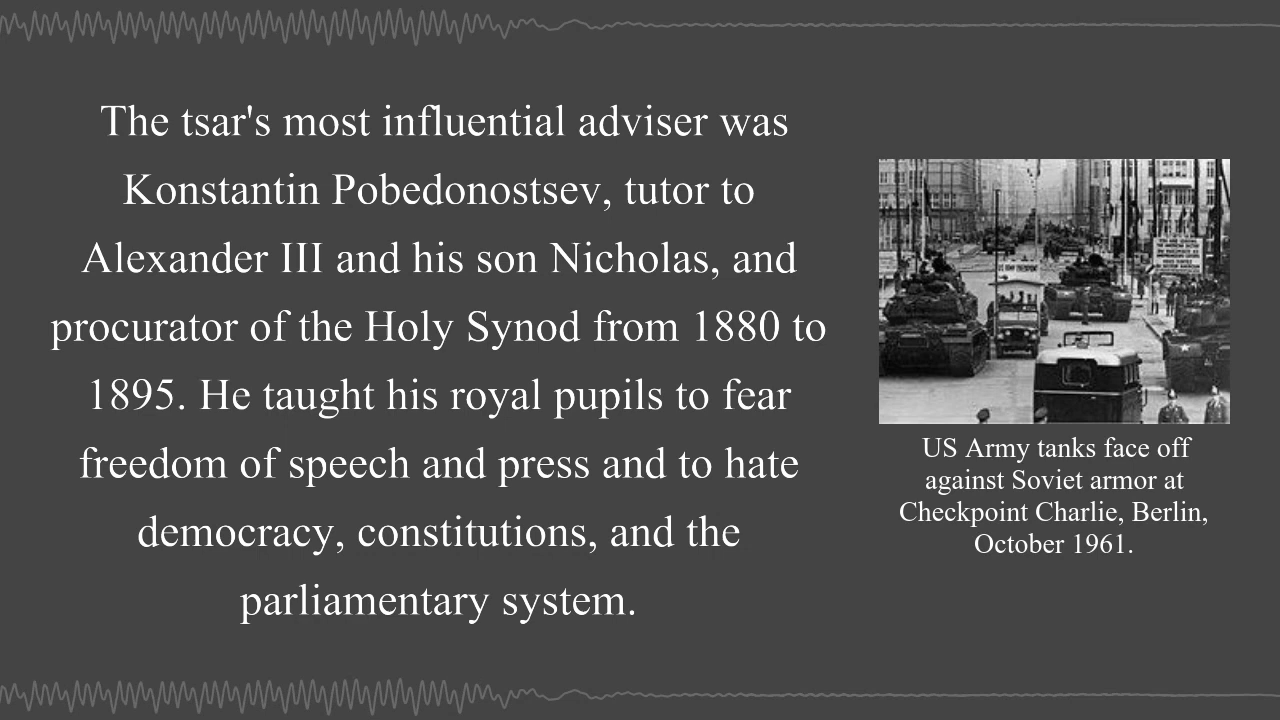 The tsar's most influential adviser was
Konstantin Pobedonostsev, tutor to
Alexander III and his son Nicholas, and
procurator of the Holy Synod from 1880 to
1895. He taught his royal pupils to fear
freedom of speech and press and to hate
democracy, constitutions, and the
parliamentary system.
US Army tanks face off
against Soviet armor at
Checkpoint Charlie, Berlin,
October 1961.